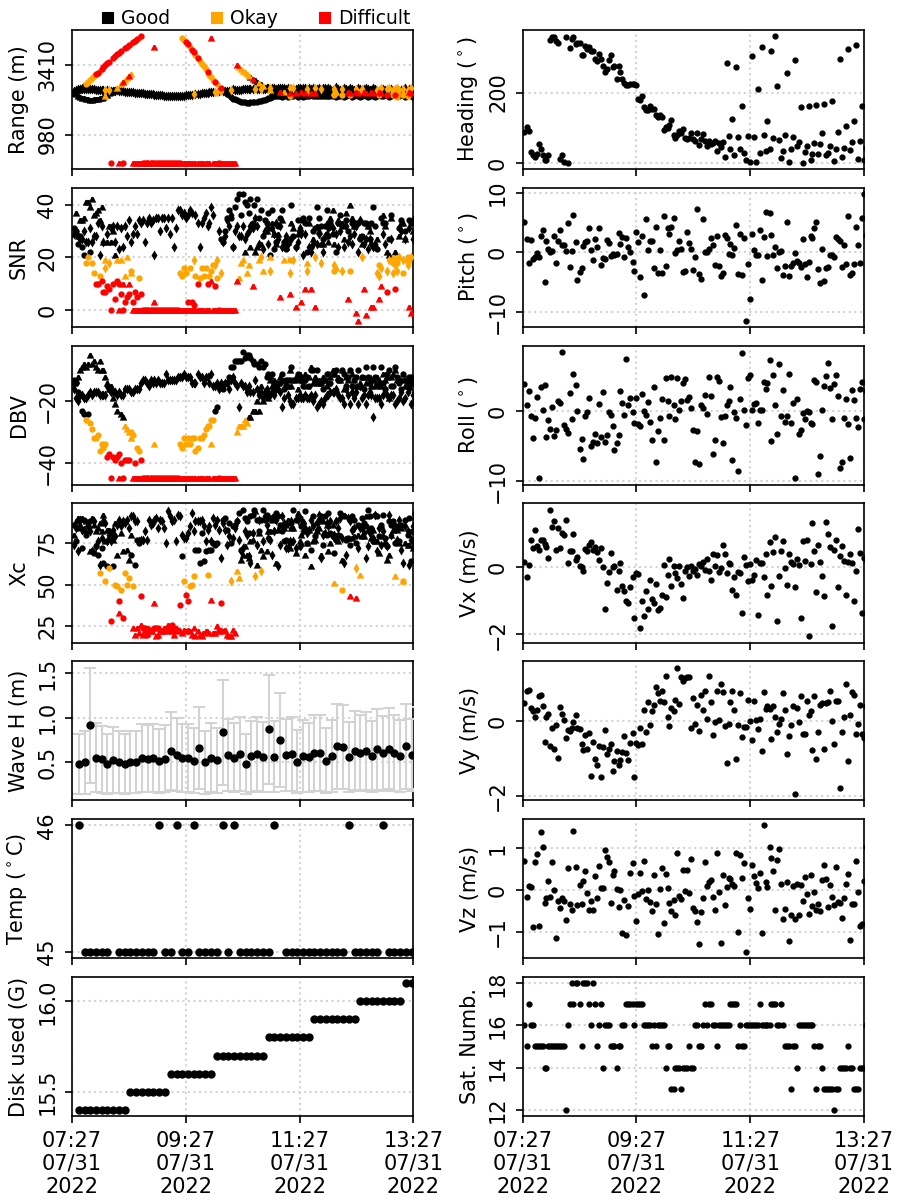 Good Okay Difficult
Range (m)
3410
980
Heading (°)
200
0
SNR
40
20
0
Pitch (°)
10
0
−10
DBV
−20
−40
Roll (°)
0
−10
Xc
75
50
25
Vx (m/s)
0
−2
Wave H (m)
1.5
1.0
0.5
Vy (m/s)
0
−2
Temp (°C)
46
45
Vz (m/s)
1
0
−1
Disk used (G)
16.0
15.5
Sat. Numb.
18
16
14
12
07:27 09:27 11:27 13:27 07:27 09:27 11:27 13:27
07/31 07/31 07/31 07/31 07/31 07/31 07/31 07/31
2022 2022 2022 2022 2022 2022 2022 2022